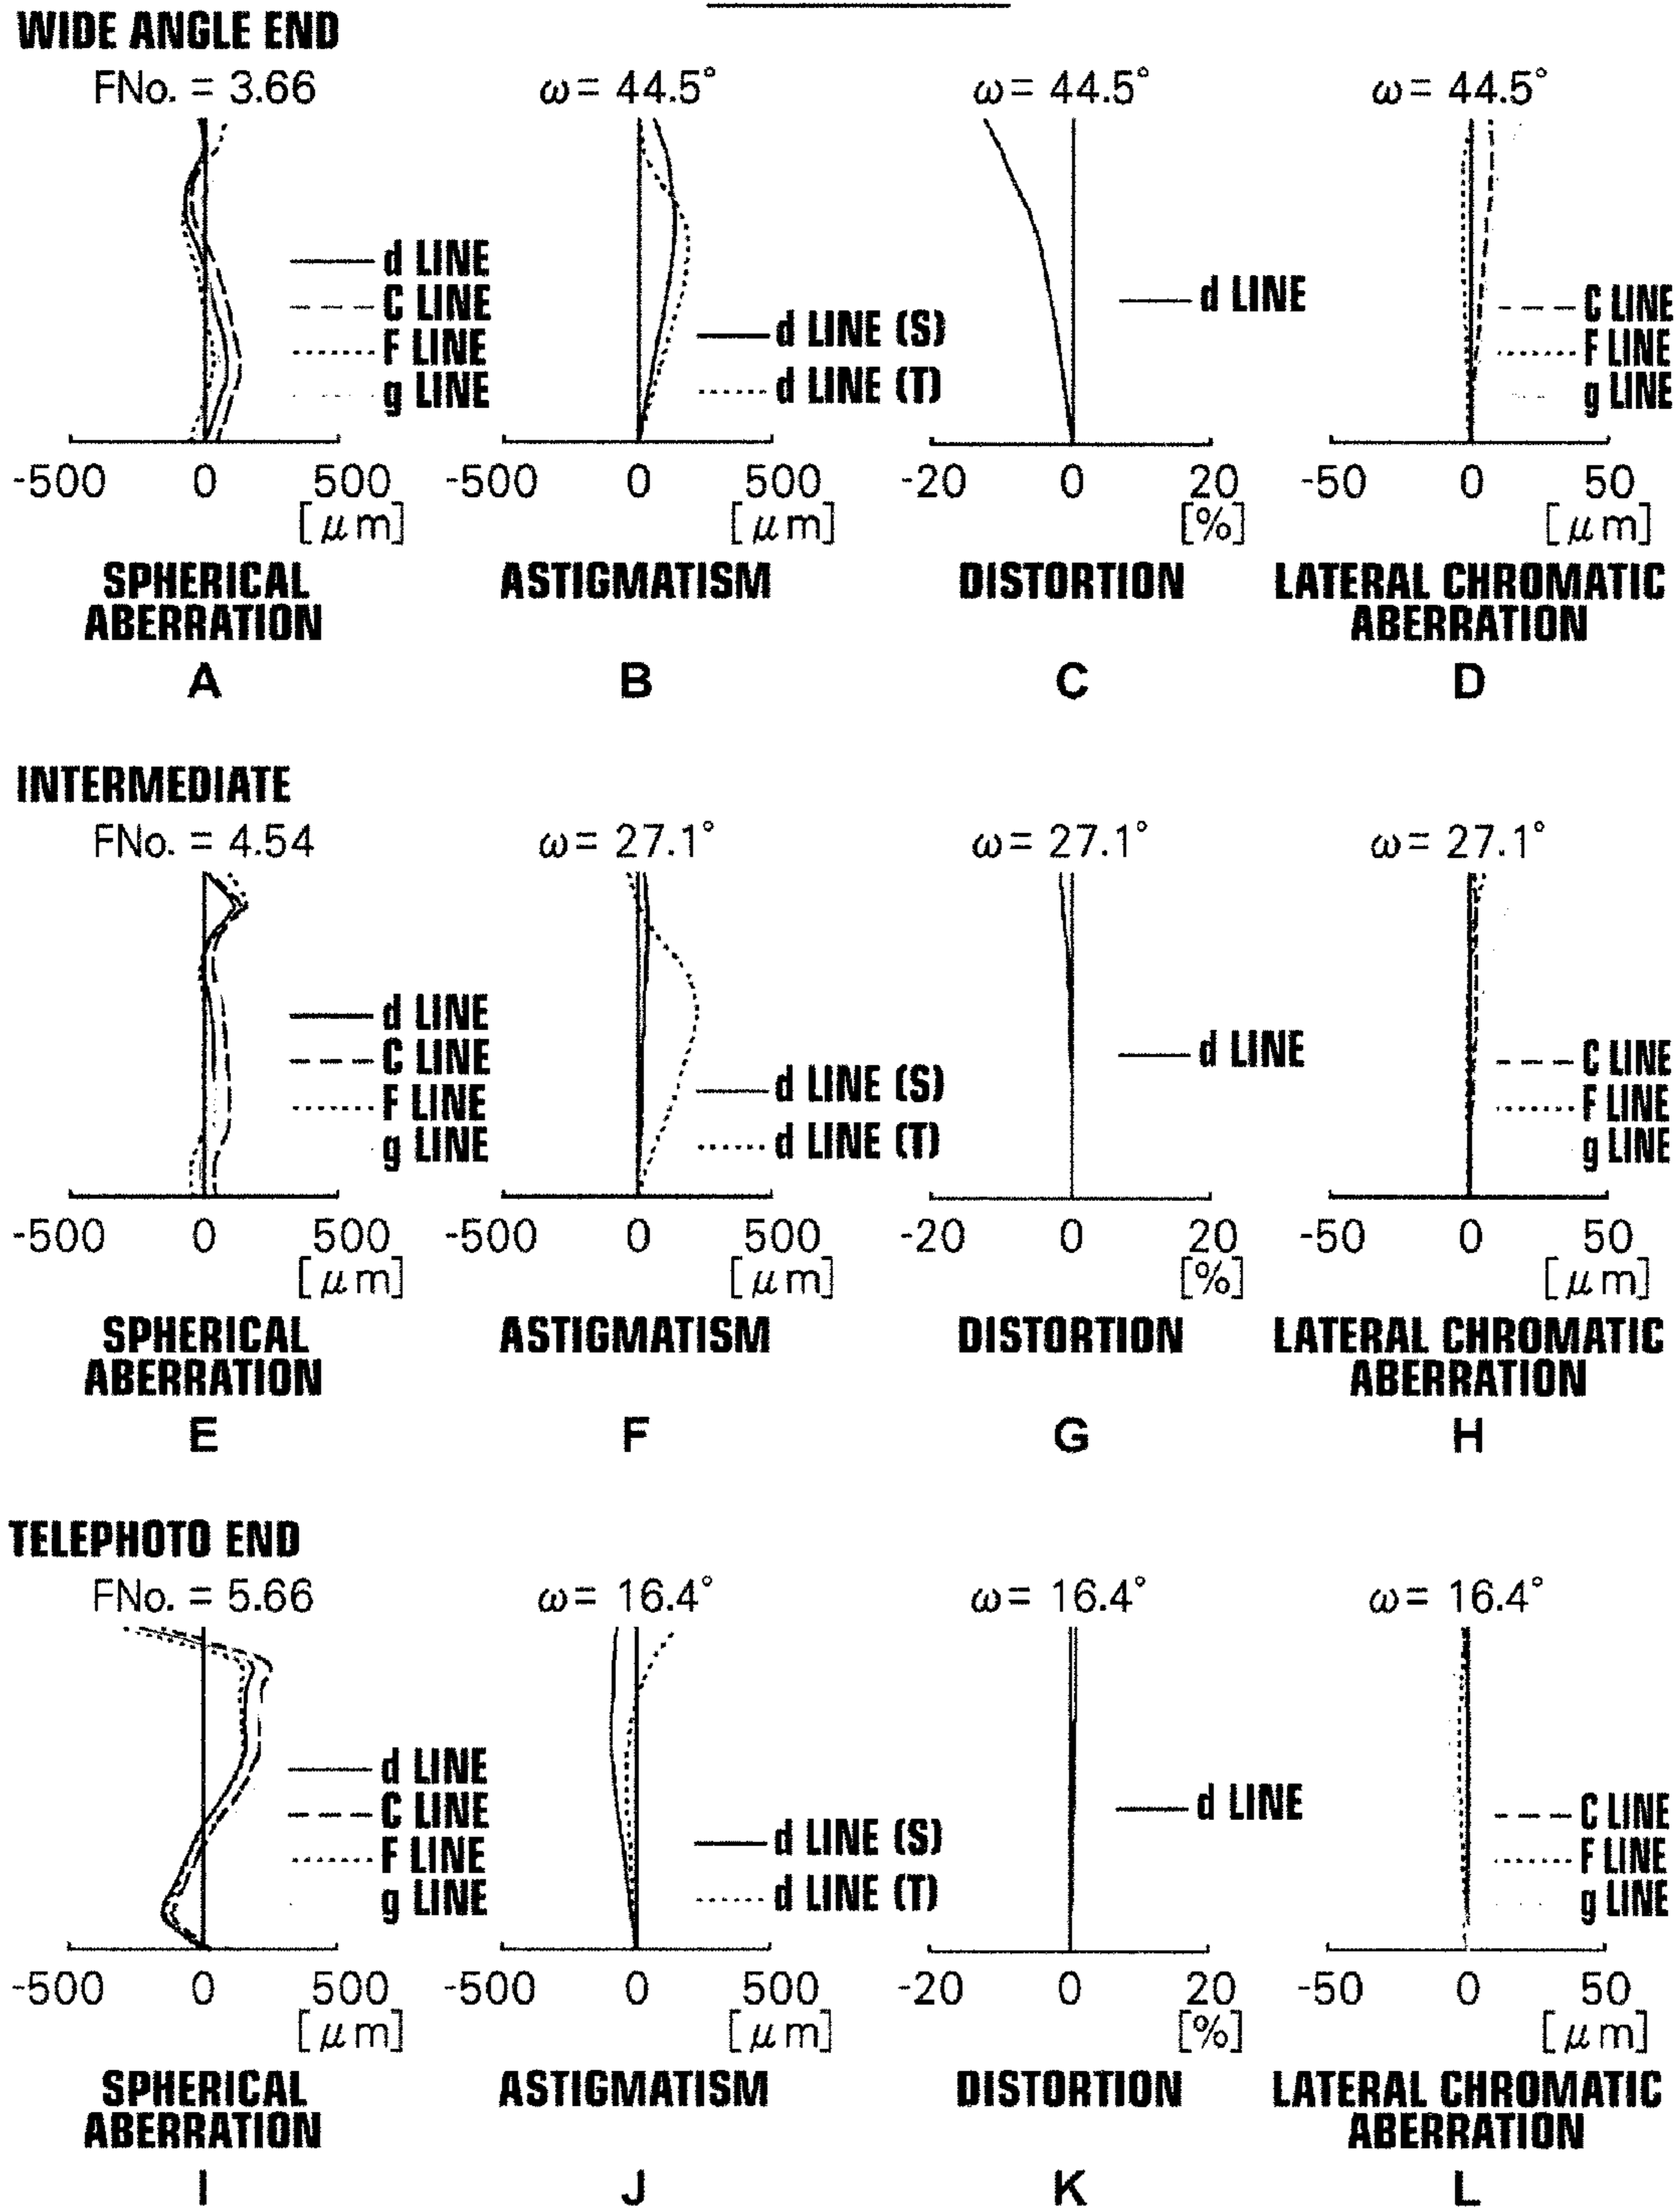 WIDE ANGLE END
FNo. = 3.66
ω= 44.5°
ω= 44.5°
ω= 44.5°
d LINE
C LINE
F LINE
g LINE
d LINE (S)
d LINE (T)
d LINE
C LINE
F LINE
g LINE
-500 0 500
[μm]
-500 0 500
[μm]
-20 0 20
[%]
-50 0 50
[μm]
SPHERICAL
ABERRATION
ASTIGMATISM
DISTORTION
LATERAL CHROMATIC
ABERRATION
A
B
C
D
INTERMEDIATE
FNo. = 4.54
ω= 27.1°
ω= 27.1°
ω= 27.1°
d LINE
C LINE
F LINE
g LINE
d LINE (S)
d LINE (T)
d LINE
C LINE
F LINE
g LINE
-500 0 500
[μm]
-500 0 500
[μm]
-20 0 20
[%]
-50 0 50
[μm]
SPHERICAL
ABERRATION
ASTIGMATISM
DISTORTION
LATERAL CHROMATIC
ABERRATION
E
F
G
H
TELEPHOTO END
FNo. = 5.66
ω= 16.4°
ω= 16.4°
ω= 16.4°
d LINE
C LINE
F LINE
g LINE
d LINE (S)
d LINE (T)
d LINE
C LINE
F LINE
g LINE
-500 0 500
[μm]
-500 0 500
[μm]
-20 0 20
[%]
-50 0 50
[μm]
SPHERICAL
ABERRATION
ASTIGMATISM
DISTORTION
LATERAL CHROMATIC
ABERRATION
I
J
K
L